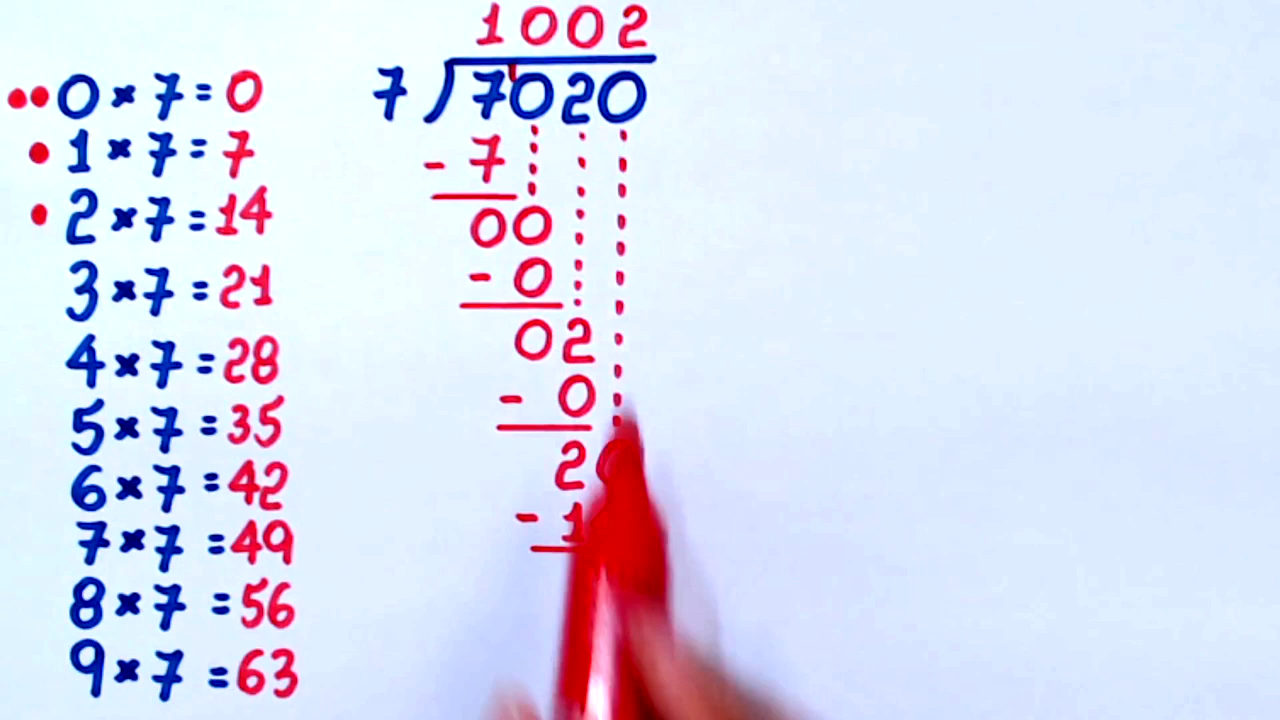 0 × 7 = 0
1 × 7 = 7
2 × 7 = 14
3 × 7 = 21
4 × 7 = 28
5 × 7 = 35
6 × 7 = 42
7 × 7 = 49
8 × 7 = 56
9 × 7 = 63
1002
7 ) 7020
- 7
00
- 0
02
- 0
2
- 1